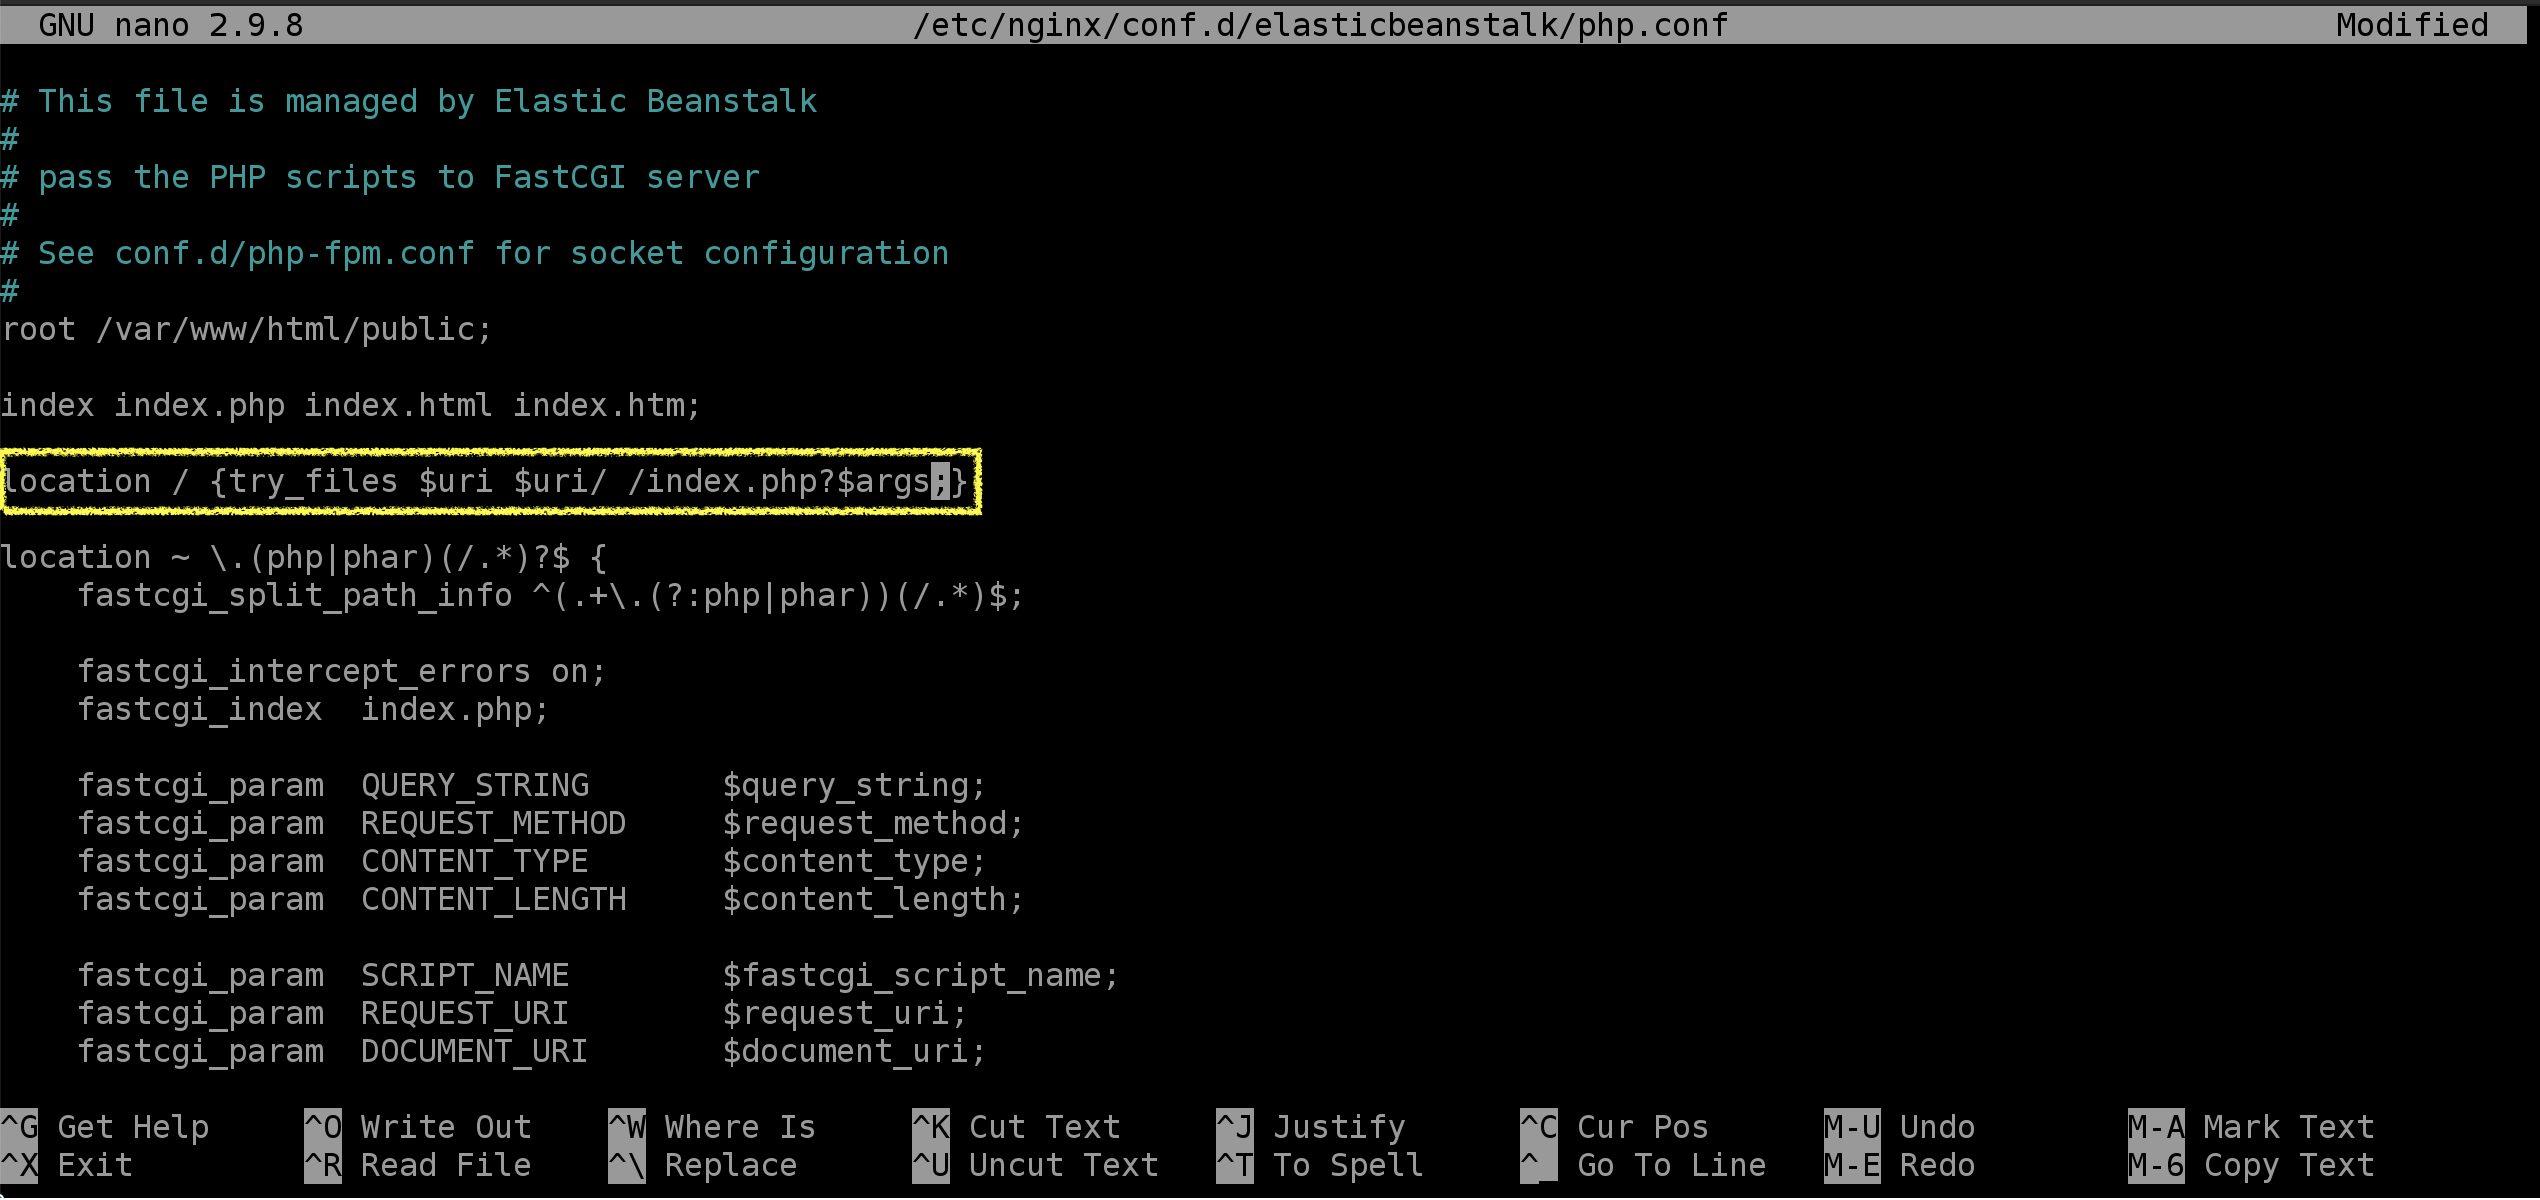 GNU nano 2.9.8 /etc/nginx/conf.d/elasticbeanstalk/php.conf Modified
# This file is managed by Elastic Beanstalk
#
# pass the PHP scripts to FastCGI server
#
# See conf.d/php-fpm.conf for socket configuration
#
root /var/www/html/public;
index index.php index.html index.htm;
location / {try_files $uri $uri/ /index.php?$args;}
location ~ \.(php|phar)(/.*)?$ {
    fastcgi_split_path_info ^(.+\.(?:php|phar))(/.*)$;
    fastcgi_intercept_errors on;
    fastcgi_index  index.php;
    fastcgi_param  QUERY_STRING       $query_string;
    fastcgi_param  REQUEST_METHOD     $request_method;
    fastcgi_param  CONTENT_TYPE       $content_type;
    fastcgi_param  CONTENT_LENGTH     $content_length;
    fastcgi_param  SCRIPT_NAME        $fastcgi_script_name;
    fastcgi_param  REQUEST_URI        $request_uri;
    fastcgi_param  DOCUMENT_URI       $document_uri;
^G Get Help ^O Write Out ^W Where Is ^K Cut Text ^J Justify ^C Cur Pos M-U Undo M-A Mark Text
^X Exit ^R Read File ^\ Replace ^U Uncut Text ^T To Spell ^_ Go To Line M-E Redo M-6 Copy Text